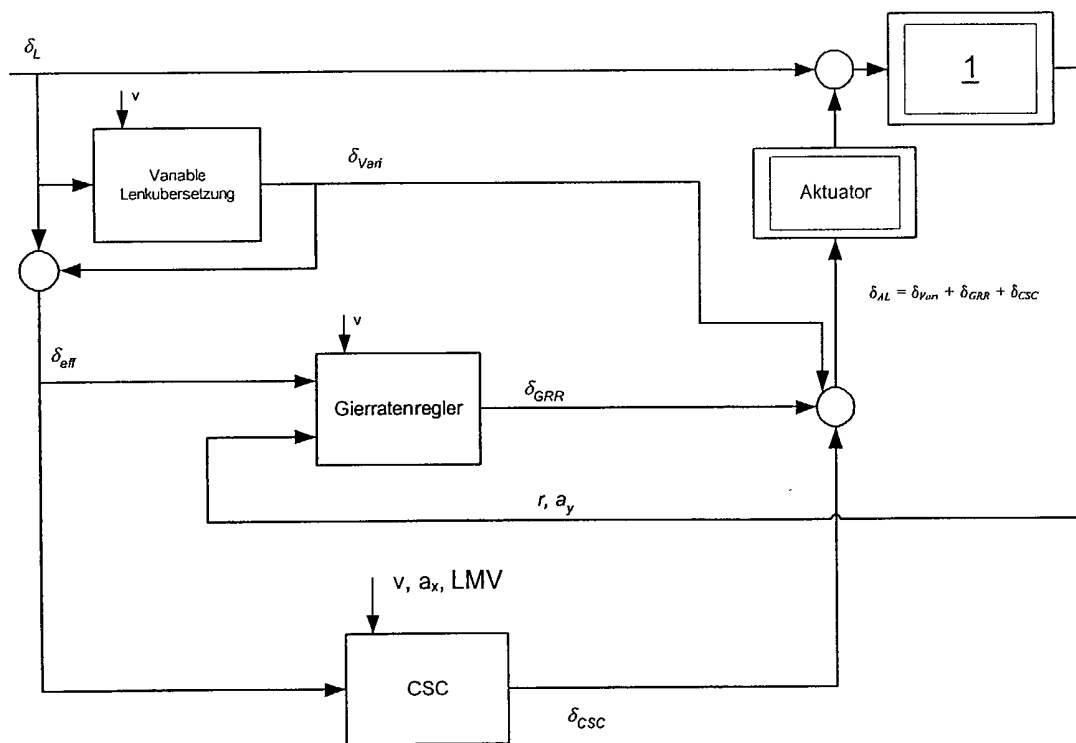 δL
1
v
Variable
Lenkubersetzung
δVari
Aktuator
δAL = δVari + δGRR + δCSC
v
δeff
Gierratenregler
δGRR
r, ay
v, ax, LMV
CSC
δCSC